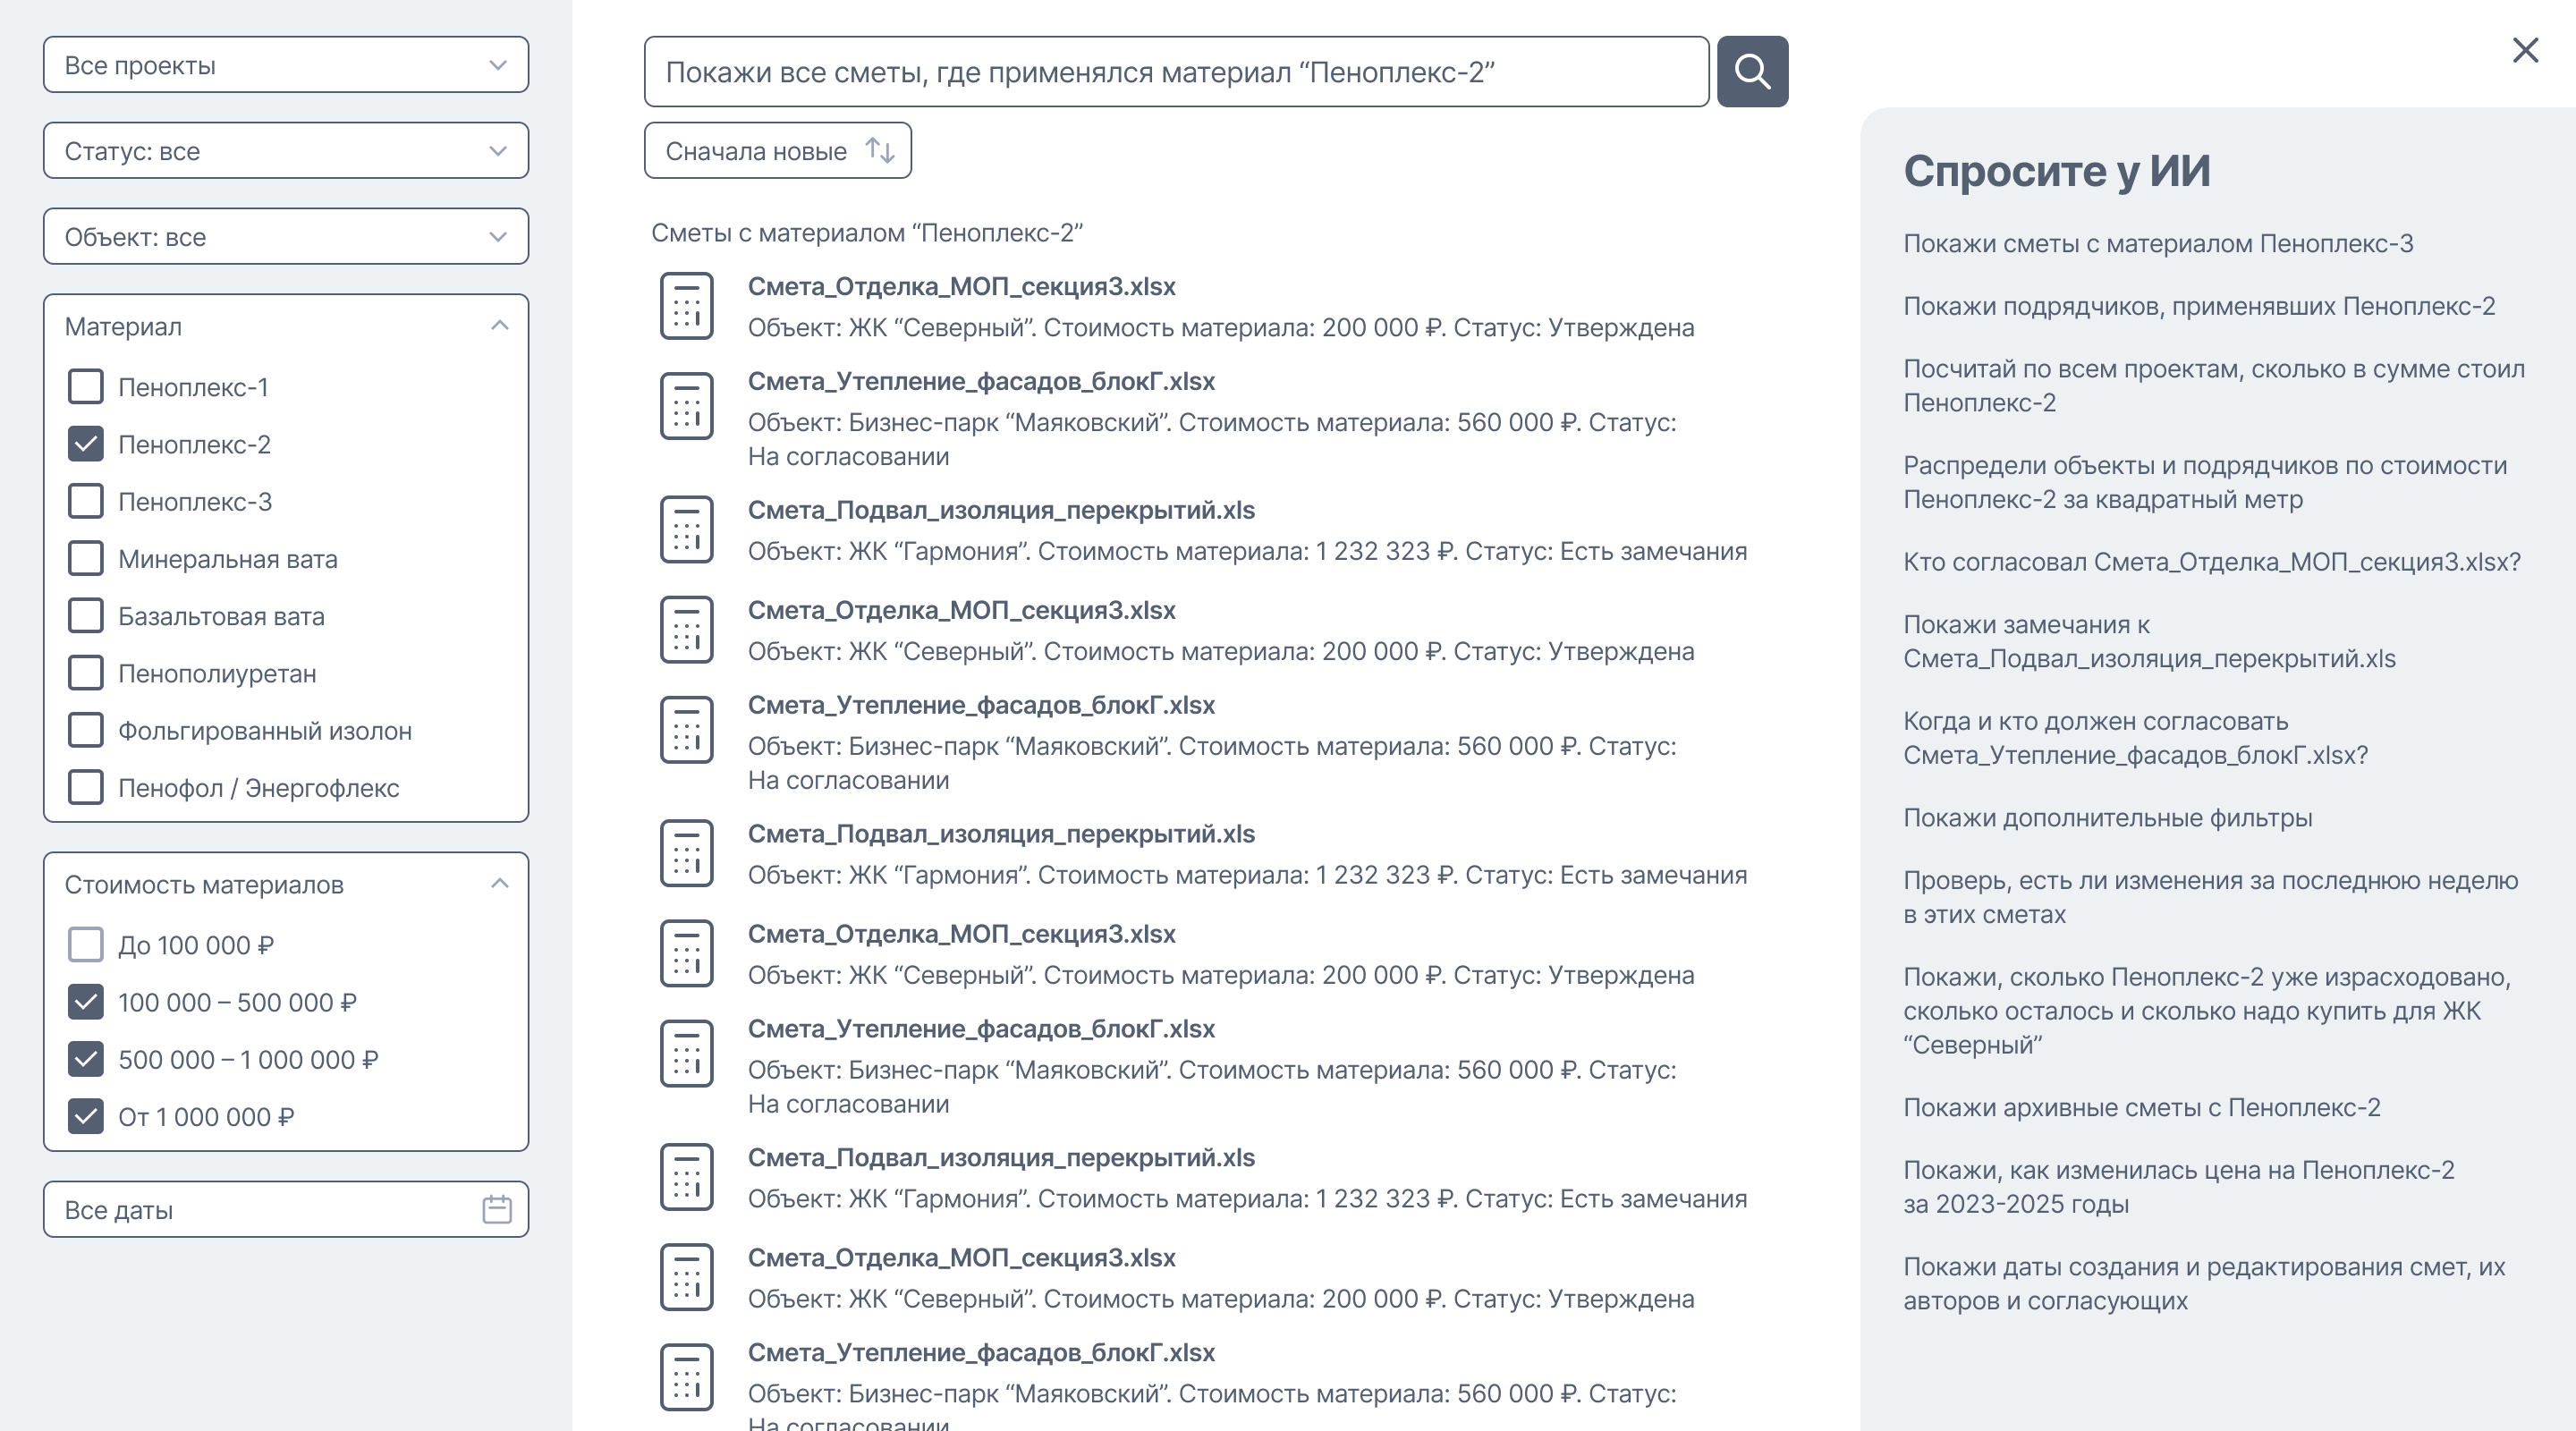 Все проекты
Статус: все
Объект: все
Материал
Пеноплекс-1
Пеноплекс-2
Пеноплекс-3
Минеральная вата
Базальтовая вата
Пенополиуретан
Фольгированный изолон
Пенофол / Энергофлекс
Стоимость материалов
До 100 000 ₽
100 000 – 500 000 ₽
500 000 – 1 000 000 ₽
От 1 000 000 ₽
Все даты
Покажи все сметы, где применялся материал “Пеноплекс-2”
Сначала новые
Сметы с материалом “Пеноплекс-2”
Смета_Отделка_МОП_секция3.xlsx
Объект: ЖК “Северный”. Стоимость материала: 200 000 ₽. Статус: Утверждена
Смета_Утепление_фасадов_блокГ.xlsx
Объект: Бизнес-парк “Маяковский”. Стоимость материала: 560 000 ₽. Статус:
На согласовании
Смета_Подвал_изоляция_перекрытий.xls
Объект: ЖК “Гармония”. Стоимость материала: 1 232 323 ₽. Статус: Есть замечания
Смета_Отделка_МОП_секция3.xlsx
Объект: ЖК “Северный”. Стоимость материала: 200 000 ₽. Статус: Утверждена
Смета_Утепление_фасадов_блокГ.xlsx
Объект: Бизнес-парк “Маяковский”. Стоимость материала: 560 000 ₽. Статус:
На согласовании
Смета_Подвал_изоляция_перекрытий.xls
Объект: ЖК “Гармония”. Стоимость материала: 1 232 323 ₽. Статус: Есть замечания
Смета_Отделка_МОП_секция3.xlsx
Объект: ЖК “Северный”. Стоимость материала: 200 000 ₽. Статус: Утверждена
Смета_Утепление_фасадов_блокГ.xlsx
Объект: Бизнес-парк “Маяковский”. Стоимость материала: 560 000 ₽. Статус:
На согласовании
Смета_Подвал_изоляция_перекрытий.xls
Объект: ЖК “Гармония”. Стоимость материала: 1 232 323 ₽. Статус: Есть замечания
Смета_Отделка_МОП_секция3.xlsx
Объект: ЖК “Северный”. Стоимость материала: 200 000 ₽. Статус: Утверждена
Смета_Утепление_фасадов_блокГ.xlsx
Объект: Бизнес-парк “Маяковский”. Стоимость материала: 560 000 ₽. Статус:
На согласовании
Спросите у ИИ
Покажи сметы с материалом Пеноплекс-3
Покажи подрядчиков, применявших Пеноплекс-2
Посчитай по всем проектам, сколько в сумме стоил
Пеноплекс-2
Распредели объекты и подрядчиков по стоимости
Пеноплекс-2 за квадратный метр
Кто согласовал Смета_Отделка_МОП_секция3.xlsx?
Покажи замечания к
Смета_Подвал_изоляция_перекрытий.xls
Когда и кто должен согласовать
Смета_Утепление_фасадов_блокГ.xlsx?
Покажи дополнительные фильтры
Проверь, есть ли изменения за последнюю неделю
в этих сметах
Покажи, сколько Пеноплекс-2 уже израсходовано,
сколько осталось и сколько надо купить для ЖК
“Северный”
Покажи архивные сметы с Пеноплекс-2
Покажи, как изменилась цена на Пеноплекс-2
за 2023-2025 годы
Покажи даты создания и редактирования смет, их
авторов и согласующих